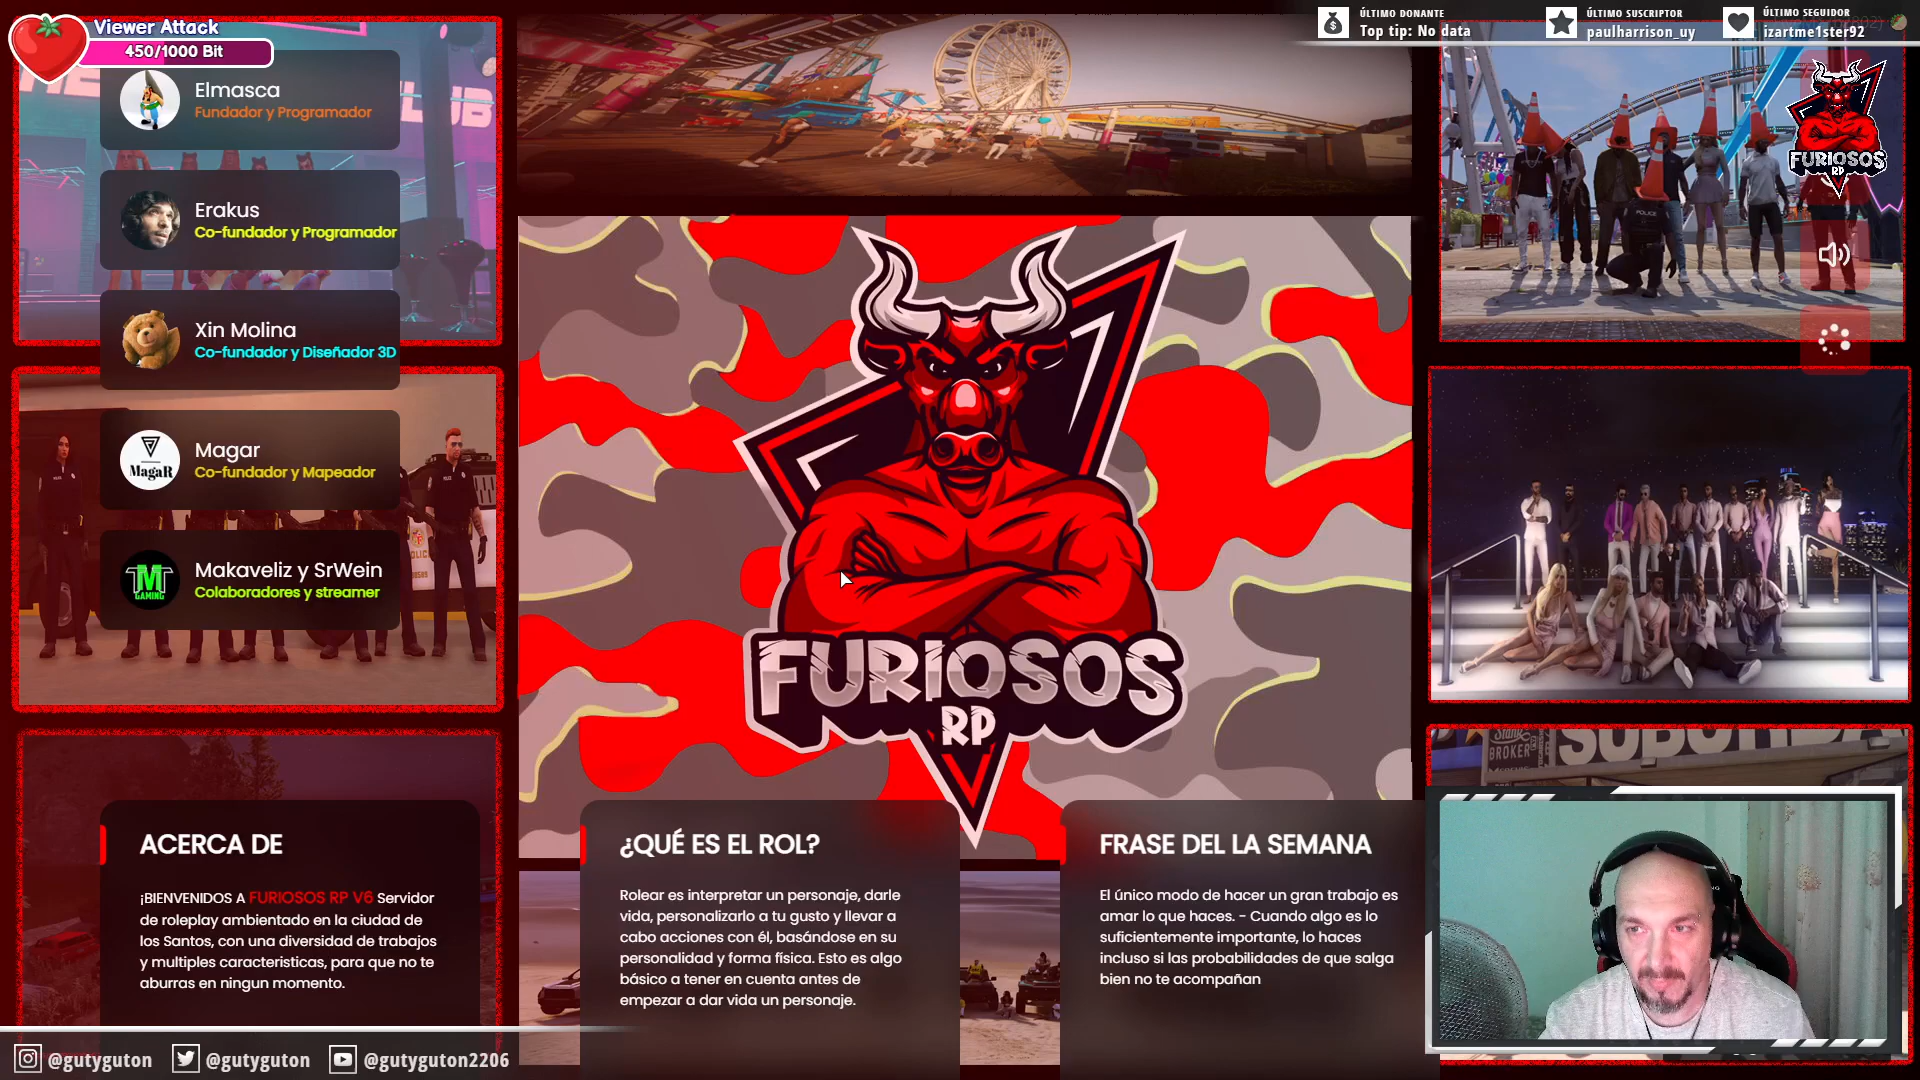 Viewer Attack
450/1000 Bit
ÚLTIMO DONANTE
Top tip: No data
ÚLTIMO SUSCRIPTOR
paulharrison_uy
ÚLTIMO SEGUIDOR
izartme1ster92
Elmasca
Fundador y Programador
CLUB
Erakus
Co-fundador y Programador
Xin Molina
Co-fundador y Diseñador 3D
MagaR
Magar
Co-fundador y Mapeador
GAMING
Makaveliz y SrWein
Colaboradores y streamer
FURIOSOS
RP
FURIOSOS
RP
POLICE
BROKER
ACERCA DE
¡BIENVENIDOS A FURIOSOS RP V6 Servidor
de roleplay ambientado en la ciudad de
los Santos, con una diversidad de trabajos
y multiples caracteristicas, para que no te
aburras en ningun momento.
¿QUÉ ES EL ROL?
Rolear es interpretar un personaje, darle
vida, personalizarlo a tu gusto y llevar a
cabo acciones con él, basándose en su
personalidad y forma física. Esto es algo
básico a tener en cuenta antes de
empezar a dar vida un personaje.
FRASE DEL LA SEMANA
El único modo de hacer un gran trabajo es
amar lo que haces. - Cuando algo es lo
suficientemente importante, lo haces
incluso si las probabilidades de que salga
bien no te acompañan
@gutyguton
@gutyguton
@gutyguton2206